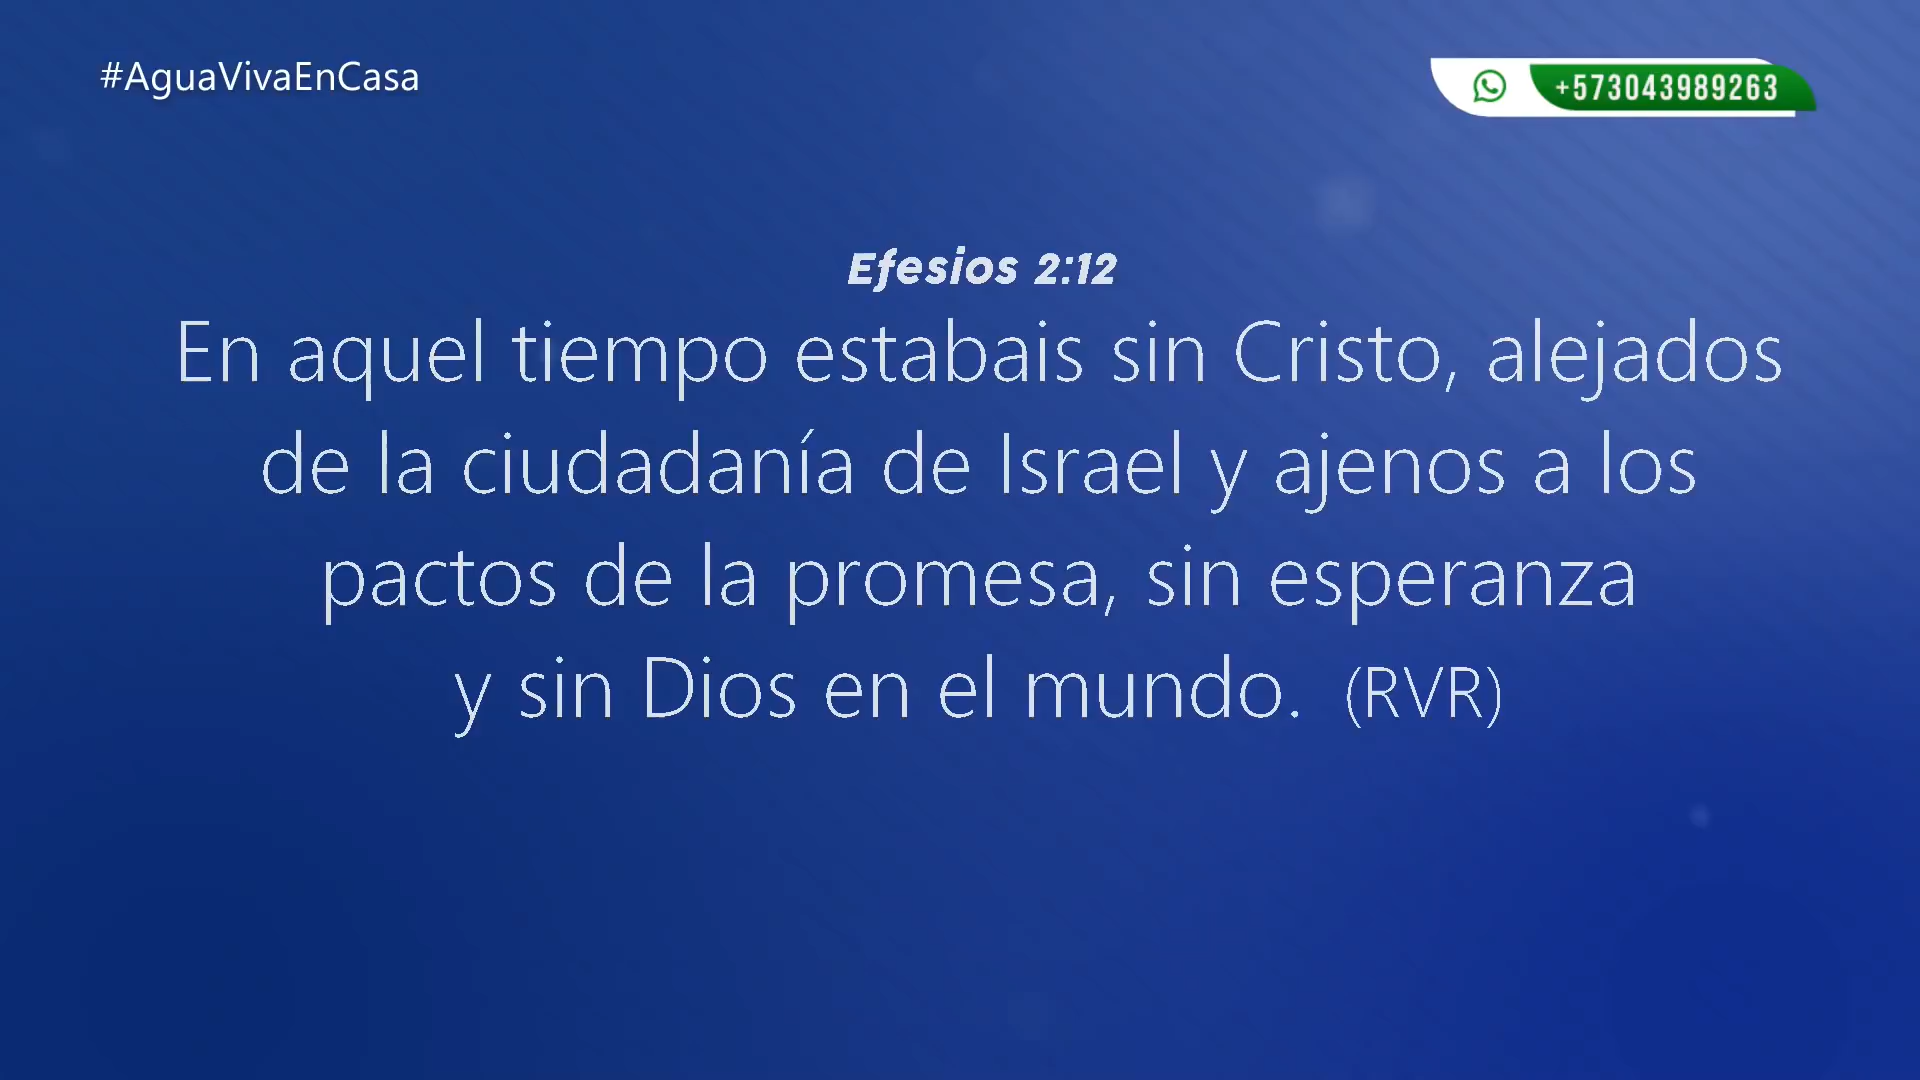 #AguaVivaEnCasa
+573043989263
Efesios 2:12
En aquel tiempo estabais sin Cristo, alejados
de la ciudadanía de Israel y ajenos a los
pactos de la promesa, sin esperanza
y sin Dios en el mundo. (RVR)